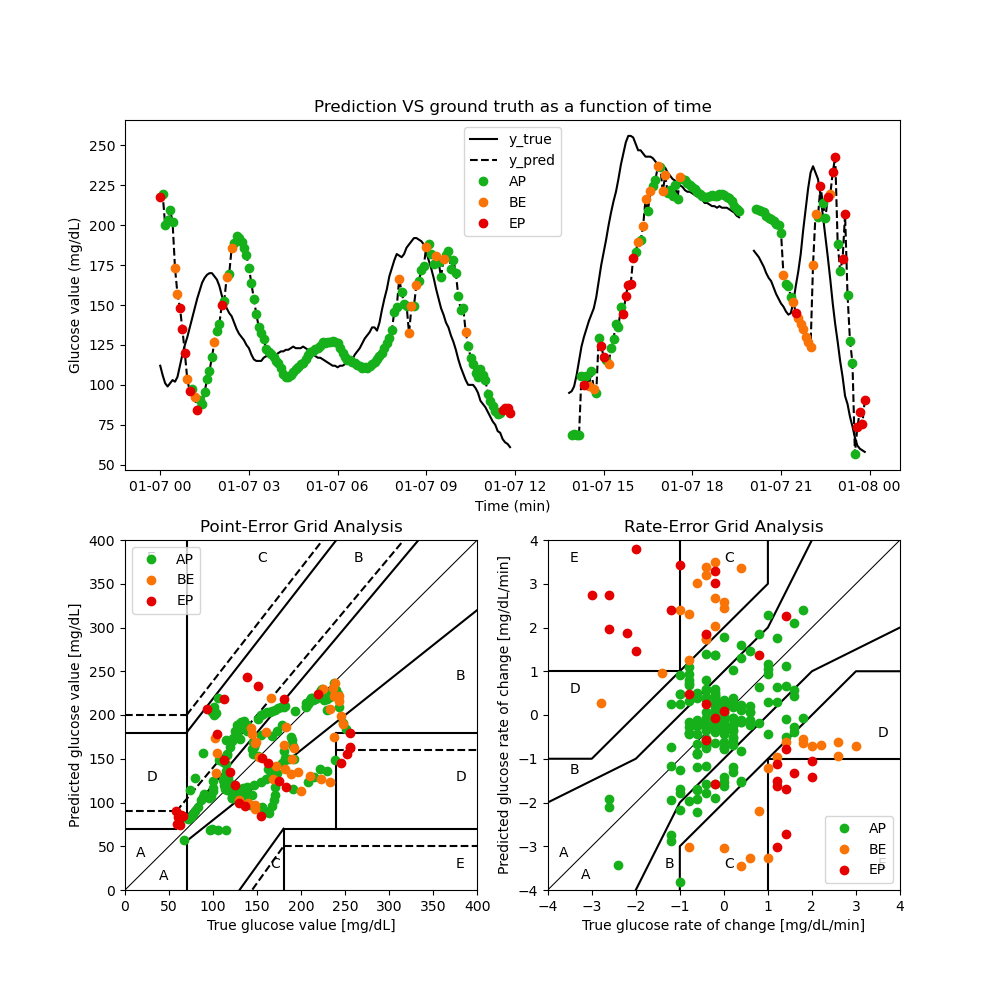 Prediction VS ground truth as a function of time
Glucose value (mg/dL)
250
225
200
175
150
125
100
75
50
y_true
y_pred
AP
BE
EP
01-07 00 01-07 03 01-07 06 01-07 09 01-07 12 01-07 15 01-07 18 01-07 21 01-08 00
Time (min)
Point-Error Grid Analysis
Predicted glucose value [mg/dL]
400
350
300
250
200
150
100
50
0
AP
BE
EP
C
B
B
D
D
A
A
C
E
0 50 100 150 200 250 300 350 400
True glucose value [mg/dL]
Rate-Error Grid Analysis
Predicted glucose rate of change [mg/dL/min]
4
3
2
1
0
−1
−2
−3
−4
E
C
D
D
B
A
A
B
C
AP
BE
EP
−4 −3 −2 −1 0 1 2 3 4
True glucose rate of change [mg/dL/min]